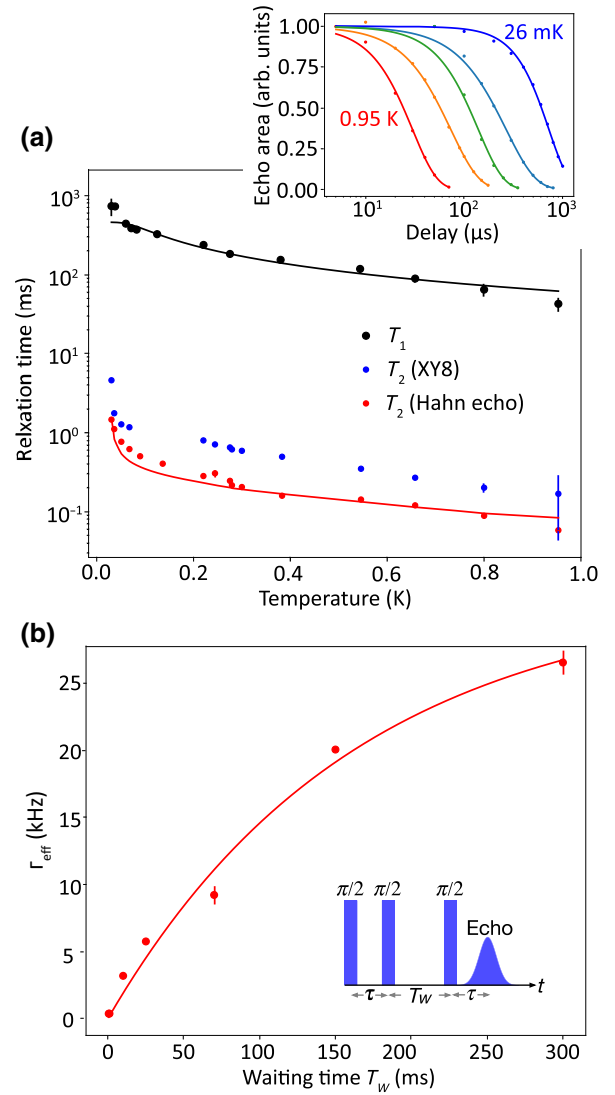 (a)
Echo area (arb. units)
1.00
0.75
0.50
0.25
0.00
26 mK
0.95 K
10¹
10²
10³
Delay (μs)
Relxation time (ms)
10³
10²
10¹
10⁰
10⁻¹
T₁
T₂ (XY8)
T₂ (Hahn echo)
0.0
0.2
0.4
0.6
0.8
1.0
Temperature (K)
(b)
Γeff (kHz)
25
20
15
10
5
0
π/2
π/2
π/2
Echo
t
τ
TW
τ
0
50
100
150
200
250
300
Waiting time TW (ms)